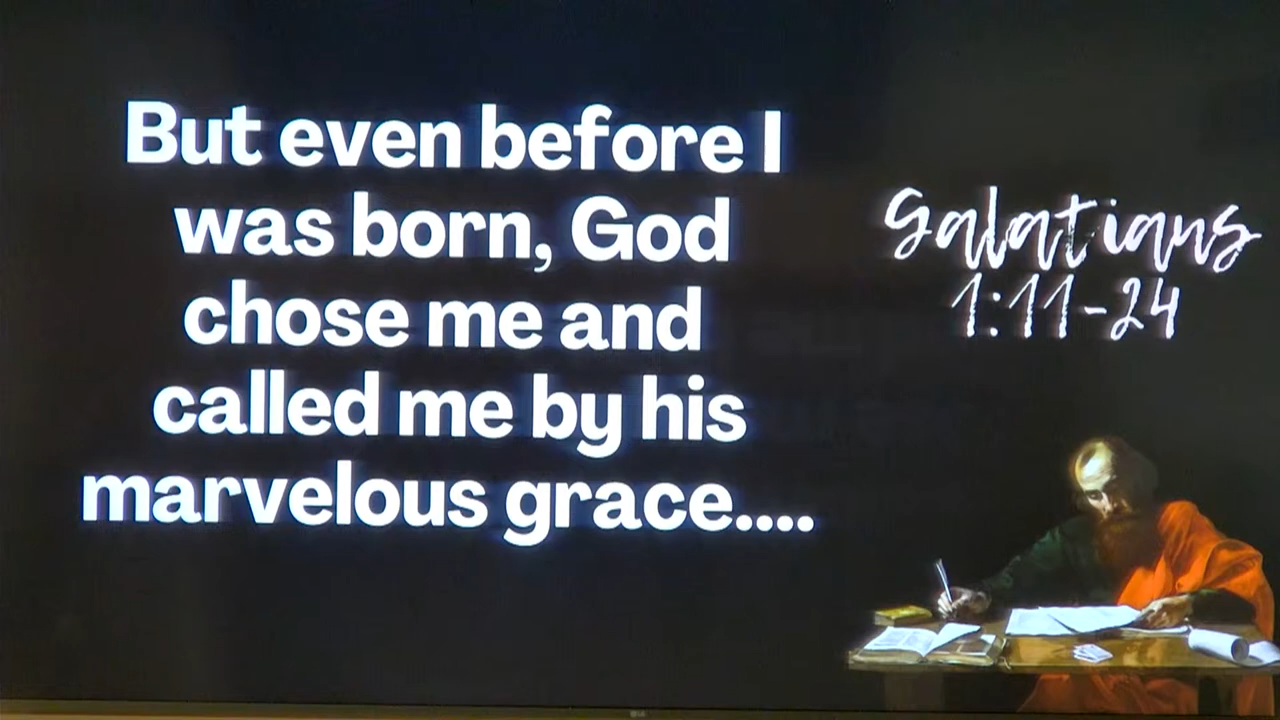 But even before I
was born, God
chose me and
called me by his
marvelous grace....
Galatians
1:11-24